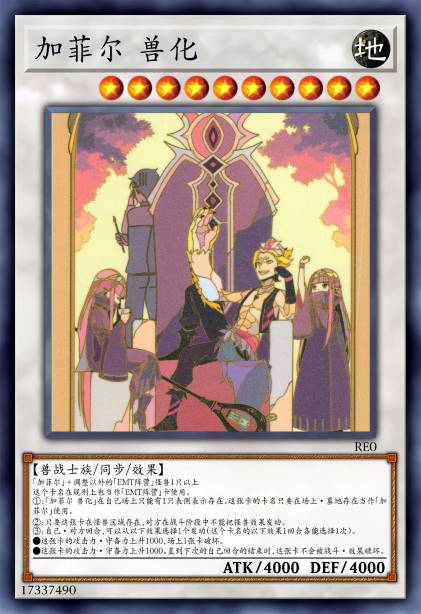 加菲尔 兽化
地
REO
【兽战士族/同步/效果】
「加菲尔」+调整以外的「EMT阵营」怪兽1只以上
这个卡名在规则上也当作「EMT阵营」卡使用。
①:「加菲尔 兽化」在自己场上只能有1只表侧表示存在。这张卡的卡名只要在场上·墓地存在当作「加
菲尔」使用。
②:只要这张卡在怪兽区域存在,对方在战斗阶段中不能把怪兽效果发动。
③:自己·对方回合,可以从以下效果选择1个发动(这个卡名的以下效果1回合各能选择1次)。
●这张卡的攻击力·守备力上升1000,场上1张卡破坏。
●这张卡的攻击力·守备力上升1000,直到下次的自己回合的结束时,这张卡不会被战斗·效果破坏。
ATK/4000 DEF/4000
17337490